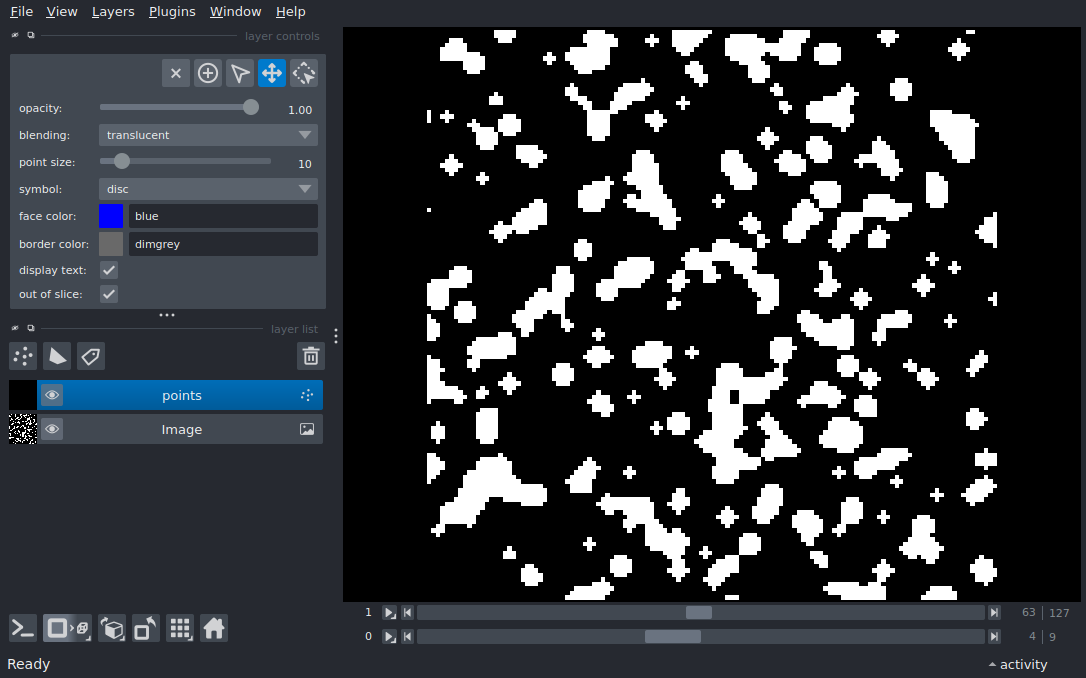 File View Layers Plugins Window Help
layer controls
opacity: 1.00
blending: translucent
point size: 10
symbol: disc
face color: blue
border color: dimgrey
display text:
out of slice:
layer list
points
Image
1 63 127
0 4 9
Ready activity